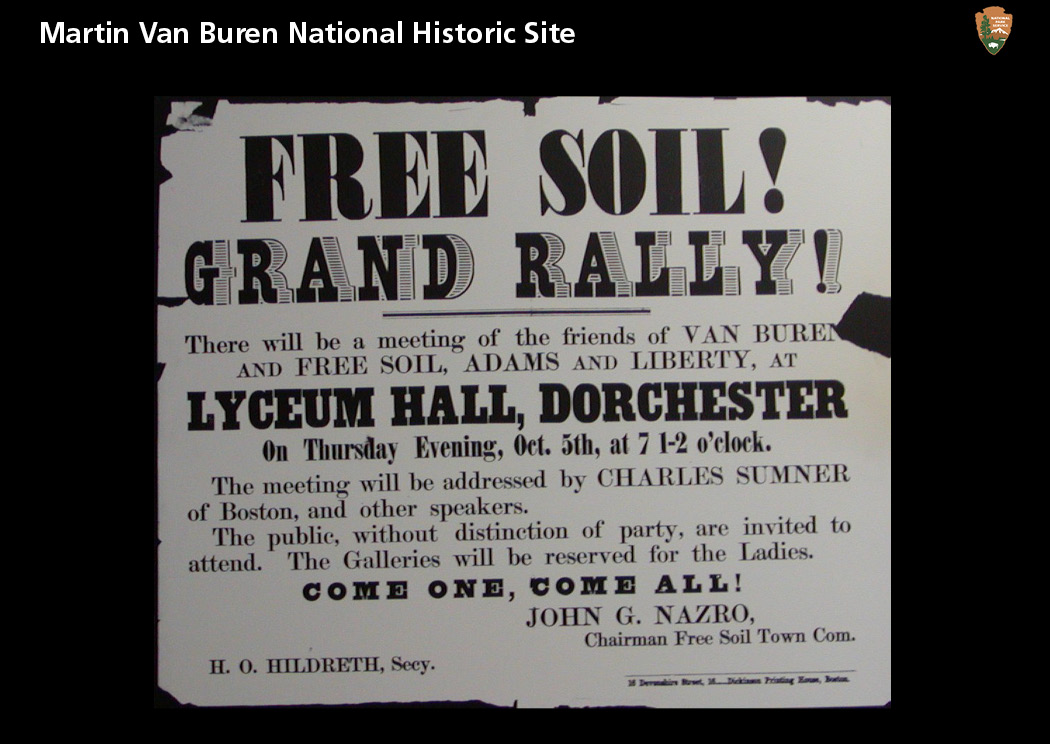 Martin Van Buren National Historic Site
NATIONAL
PARK
SERVICE
FREE SOIL!
GRAND RALLY!
There will be a meeting of the friends of VAN BUREN
AND FREE SOIL, ADAMS AND LIBERTY, AT
LYCEUM HALL, DORCHESTER
On Thursday Evening, Oct. 5th, at 7 1-2 o'clock.
The meeting will be addressed by CHARLES SUMNER
of Boston, and other speakers.
The public, without distinction of party, are invited to
attend. The Galleries will be reserved for the Ladies.
COME ONE, COME ALL!
JOHN G. NAZRO,
Chairman Free Soil Town Com.
H. O. HILDRETH, Secy.
16 Devonshire Street, 16....Dickinson Printing House, Boston.